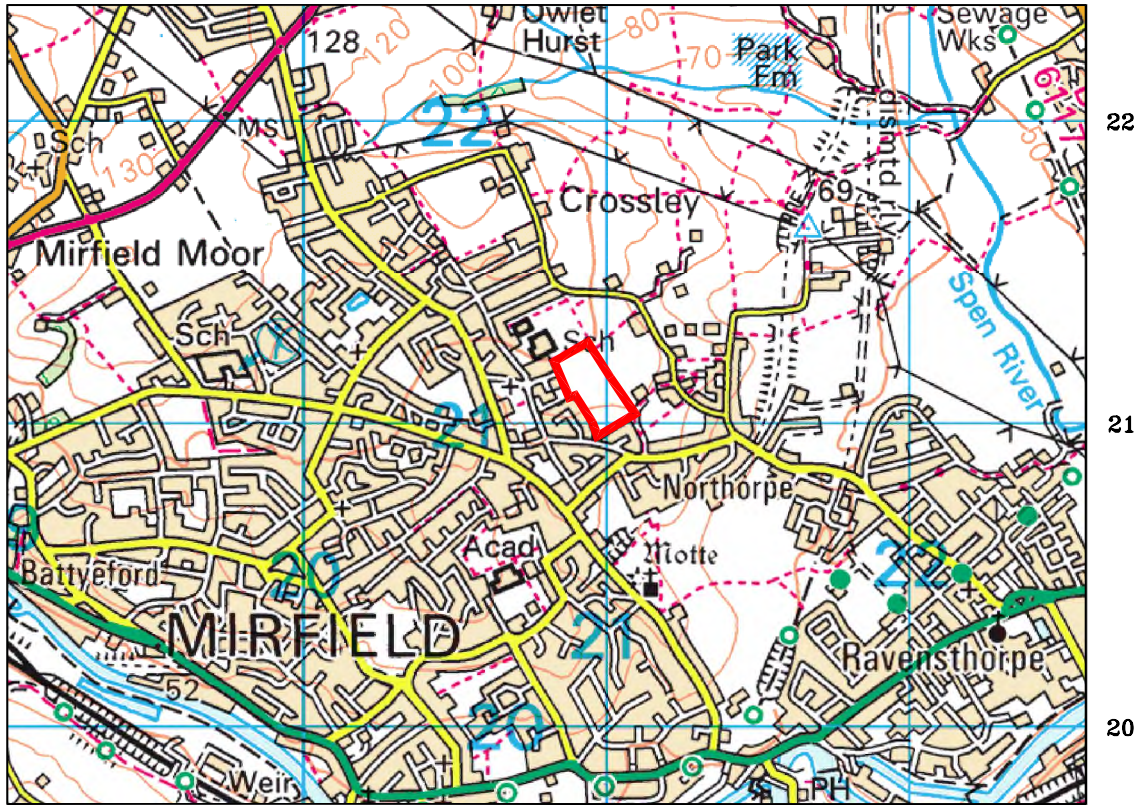 Owlet
Hurst
80
70
Park
Fm
Sewage
Wks
128
120
100
MS
Sch
130
22
22
69
dismtd rly
50
Crossley
Mirfield Moor
Spen River
Sch
Sch
21
21
Northorpe
Acad
Motte
Battyeford
20
22
MIRFIELD
21
Ravensthorpe
52
20
20
Weir
PH